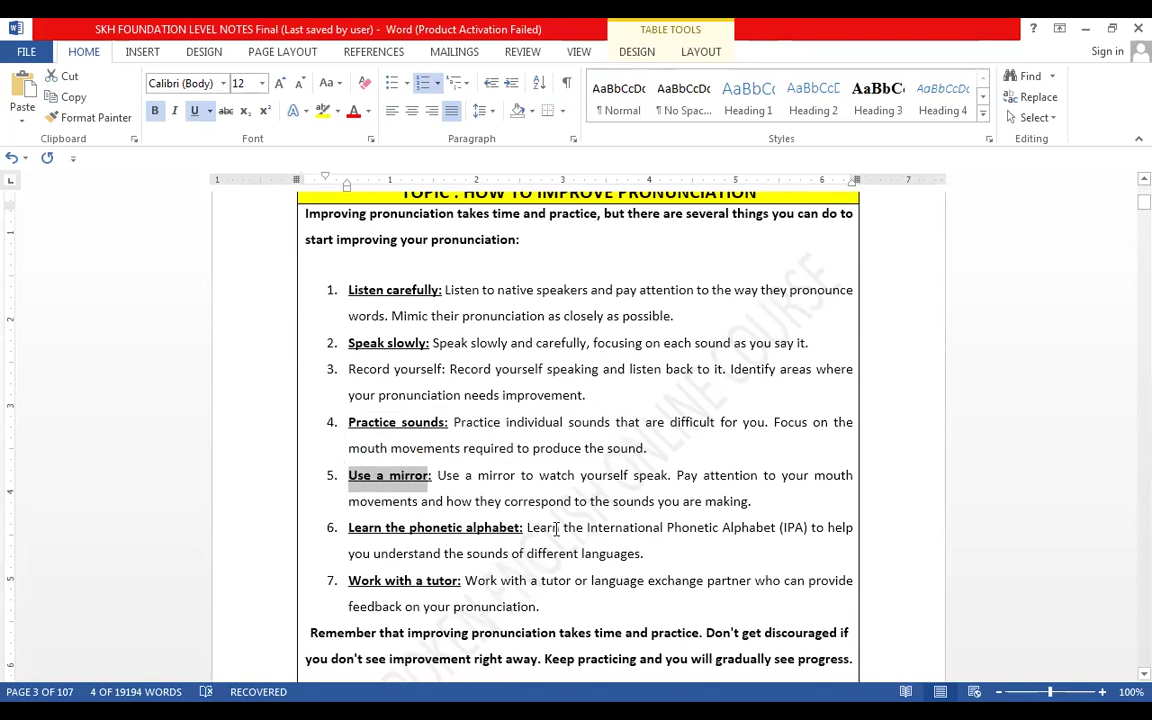 SKH FOUNDATION LEVEL NOTES Final (Last saved by user) - Word (Product Activation Failed)
TABLE TOOLS
Sign in
FILE HOME INSERT DESIGN PAGE LAYOUT REFERENCES MAILINGS REVIEW VIEW DESIGN LAYOUT
Paste
Cut
Copy
Format Painter
Clipboard
Calibri (Body) 12
Font
Paragraph
AaBbCcDc AaBbCcDc AaBbCc AaBbCcC AaBbCc AaBbCcD
¶ Normal ¶ No Spac... Heading 1 Heading 2 Heading 3 Heading 4
Styles
Find
Replace
Select
Editing
TOPIC : HOW TO IMPROVE PRONUNCIATION
Improving pronunciation takes time and practice, but there are several things you can do to
start improving your pronunciation:
1. Listen carefully: Listen to native speakers and pay attention to the way they pronounce
words. Mimic their pronunciation as closely as possible.
2. Speak slowly: Speak slowly and carefully, focusing on each sound as you say it.
3. Record yourself: Record yourself speaking and listen back to it. Identify areas where
your pronunciation needs improvement.
4. Practice sounds: Practice individual sounds that are difficult for you. Focus on the
mouth movements required to produce the sound.
5. Use a mirror: Use a mirror to watch yourself speak. Pay attention to your mouth
movements and how they correspond to the sounds you are making.
6. Learn the phonetic alphabet: Learn the International Phonetic Alphabet (IPA) to help
you understand the sounds of different languages.
7. Work with a tutor: Work with a tutor or language exchange partner who can provide
feedback on your pronunciation.
Remember that improving pronunciation takes time and practice. Don't get discouraged if
you don't see improvement right away. Keep practicing and you will gradually see progress.
ENGLISH ONLINE COURSE
PAGE 3 OF 107 4 OF 19194 WORDS RECOVERED 100%